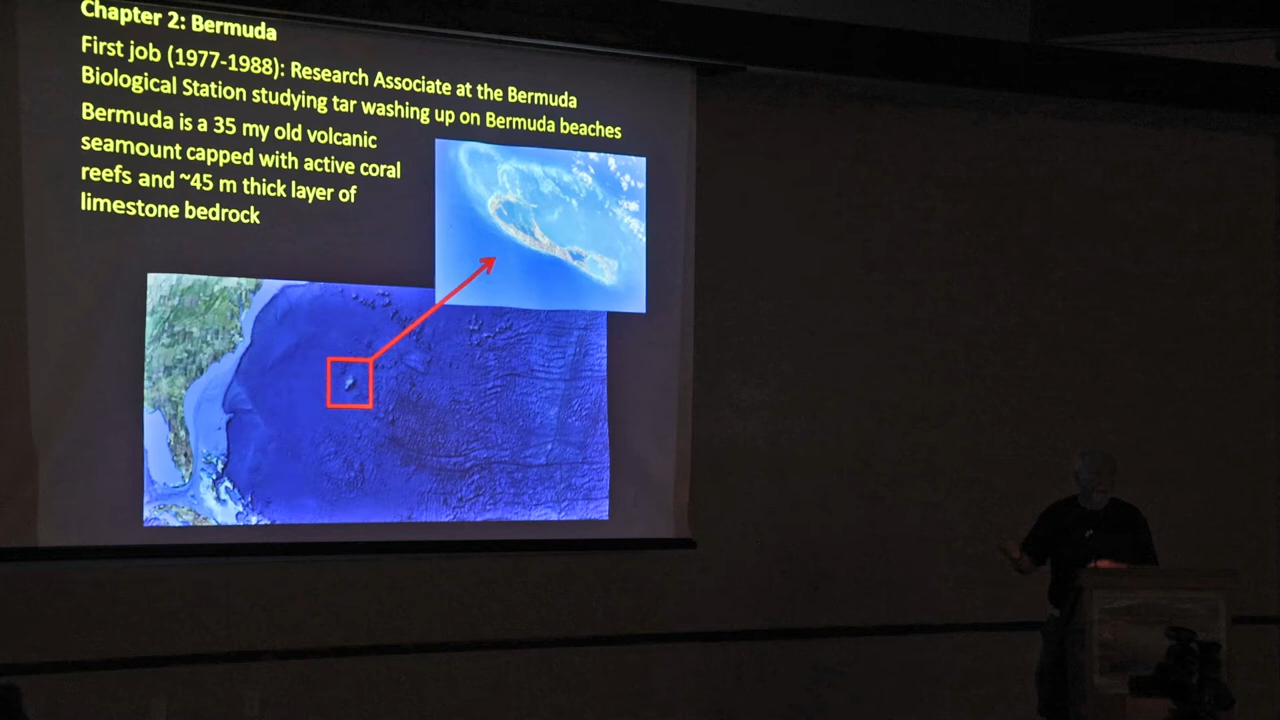 Chapter 2: Bermuda
First job (1977-1988): Research Associate at the Bermuda
Biological Station studying tar washing up on Bermuda beaches
Bermuda is a 35 my old volcanic
seamount capped with active coral
reefs and ~45 m thick layer of
limestone bedrock